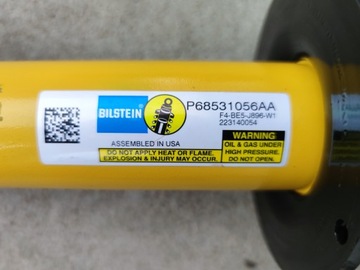 BILSTEIN
P68531056AA
F4-BE5-J896-W1
223140054
ASSEMBLED IN USA
DO NOT APPLY HEAT OR FLAME.
EXPLOSION & INJURY MAY OCCUR.
WARNING
OIL & GAS UNDER
HIGH PRESSURE.
DO NOT OPEN.